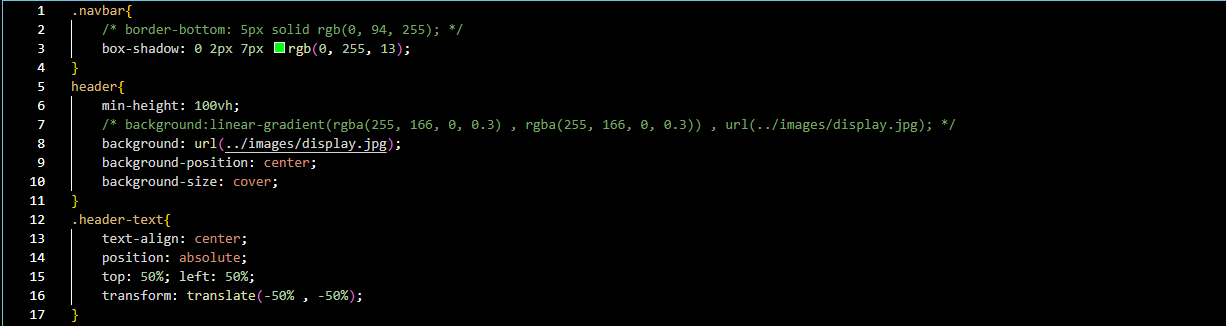 1 .navbar{
2 /* border-bottom: 5px solid rgb(0, 94, 255); */
3 box-shadow: 0 2px 7px rgb(0, 255, 13);
4 }
5 header{
6 min-height: 100vh;
7 /* background:linear-gradient(rgba(255, 166, 0, 0.3) , rgba(255, 166, 0, 0.3)) , url(../images/display.jpg); */
8 background: url(../images/display.jpg);
9 background-position: center;
10 background-size: cover;
11 }
12 .header-text{
13 text-align: center;
14 position: absolute;
15 top: 50%; left: 50%;
16 transform: translate(-50% , -50%);
17 }